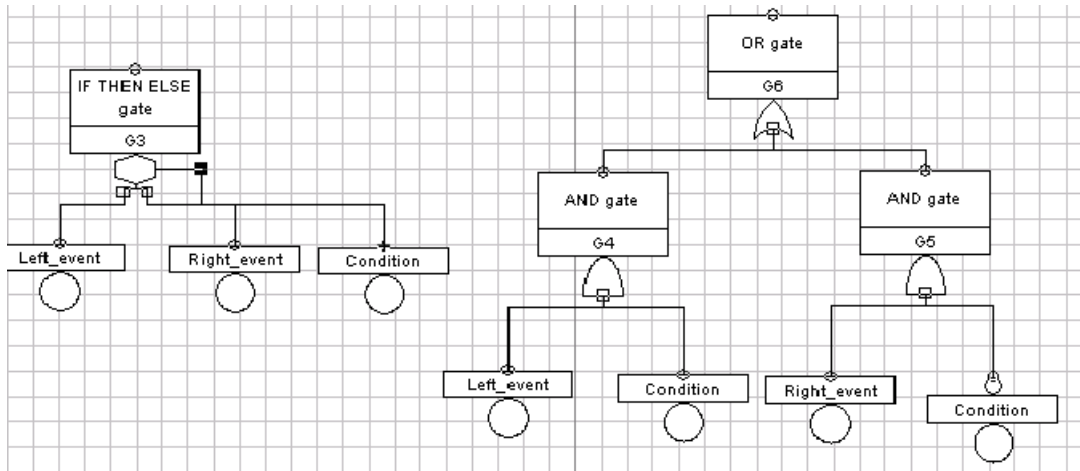 IF THEN ELSE
gate
G3
Left_event
Right_event
Condition
OR gate
G6
AND gate
G4
AND gate
G5
Left_event
Condition
Right_event
Condition